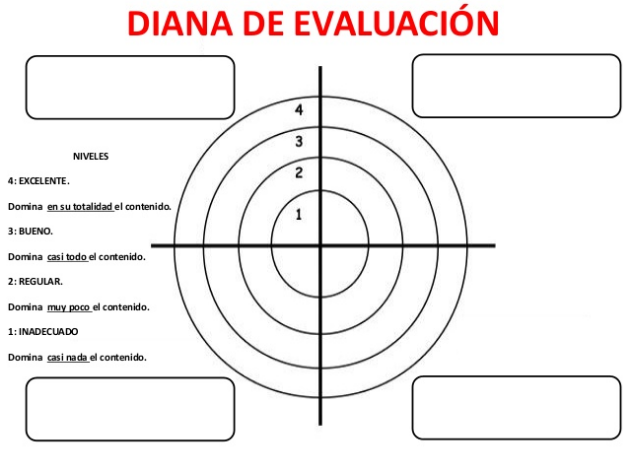 DIANA DE EVALUACIÓN
4
3
2
1
NIVELES
4: EXCELENTE.
Domina en su totalidad el contenido.
3: BUENO.
Domina casi todo el contenido.
2: REGULAR.
Domina muy poco el contenido.
1: INADECUADO
Domina casi nada el contenido.